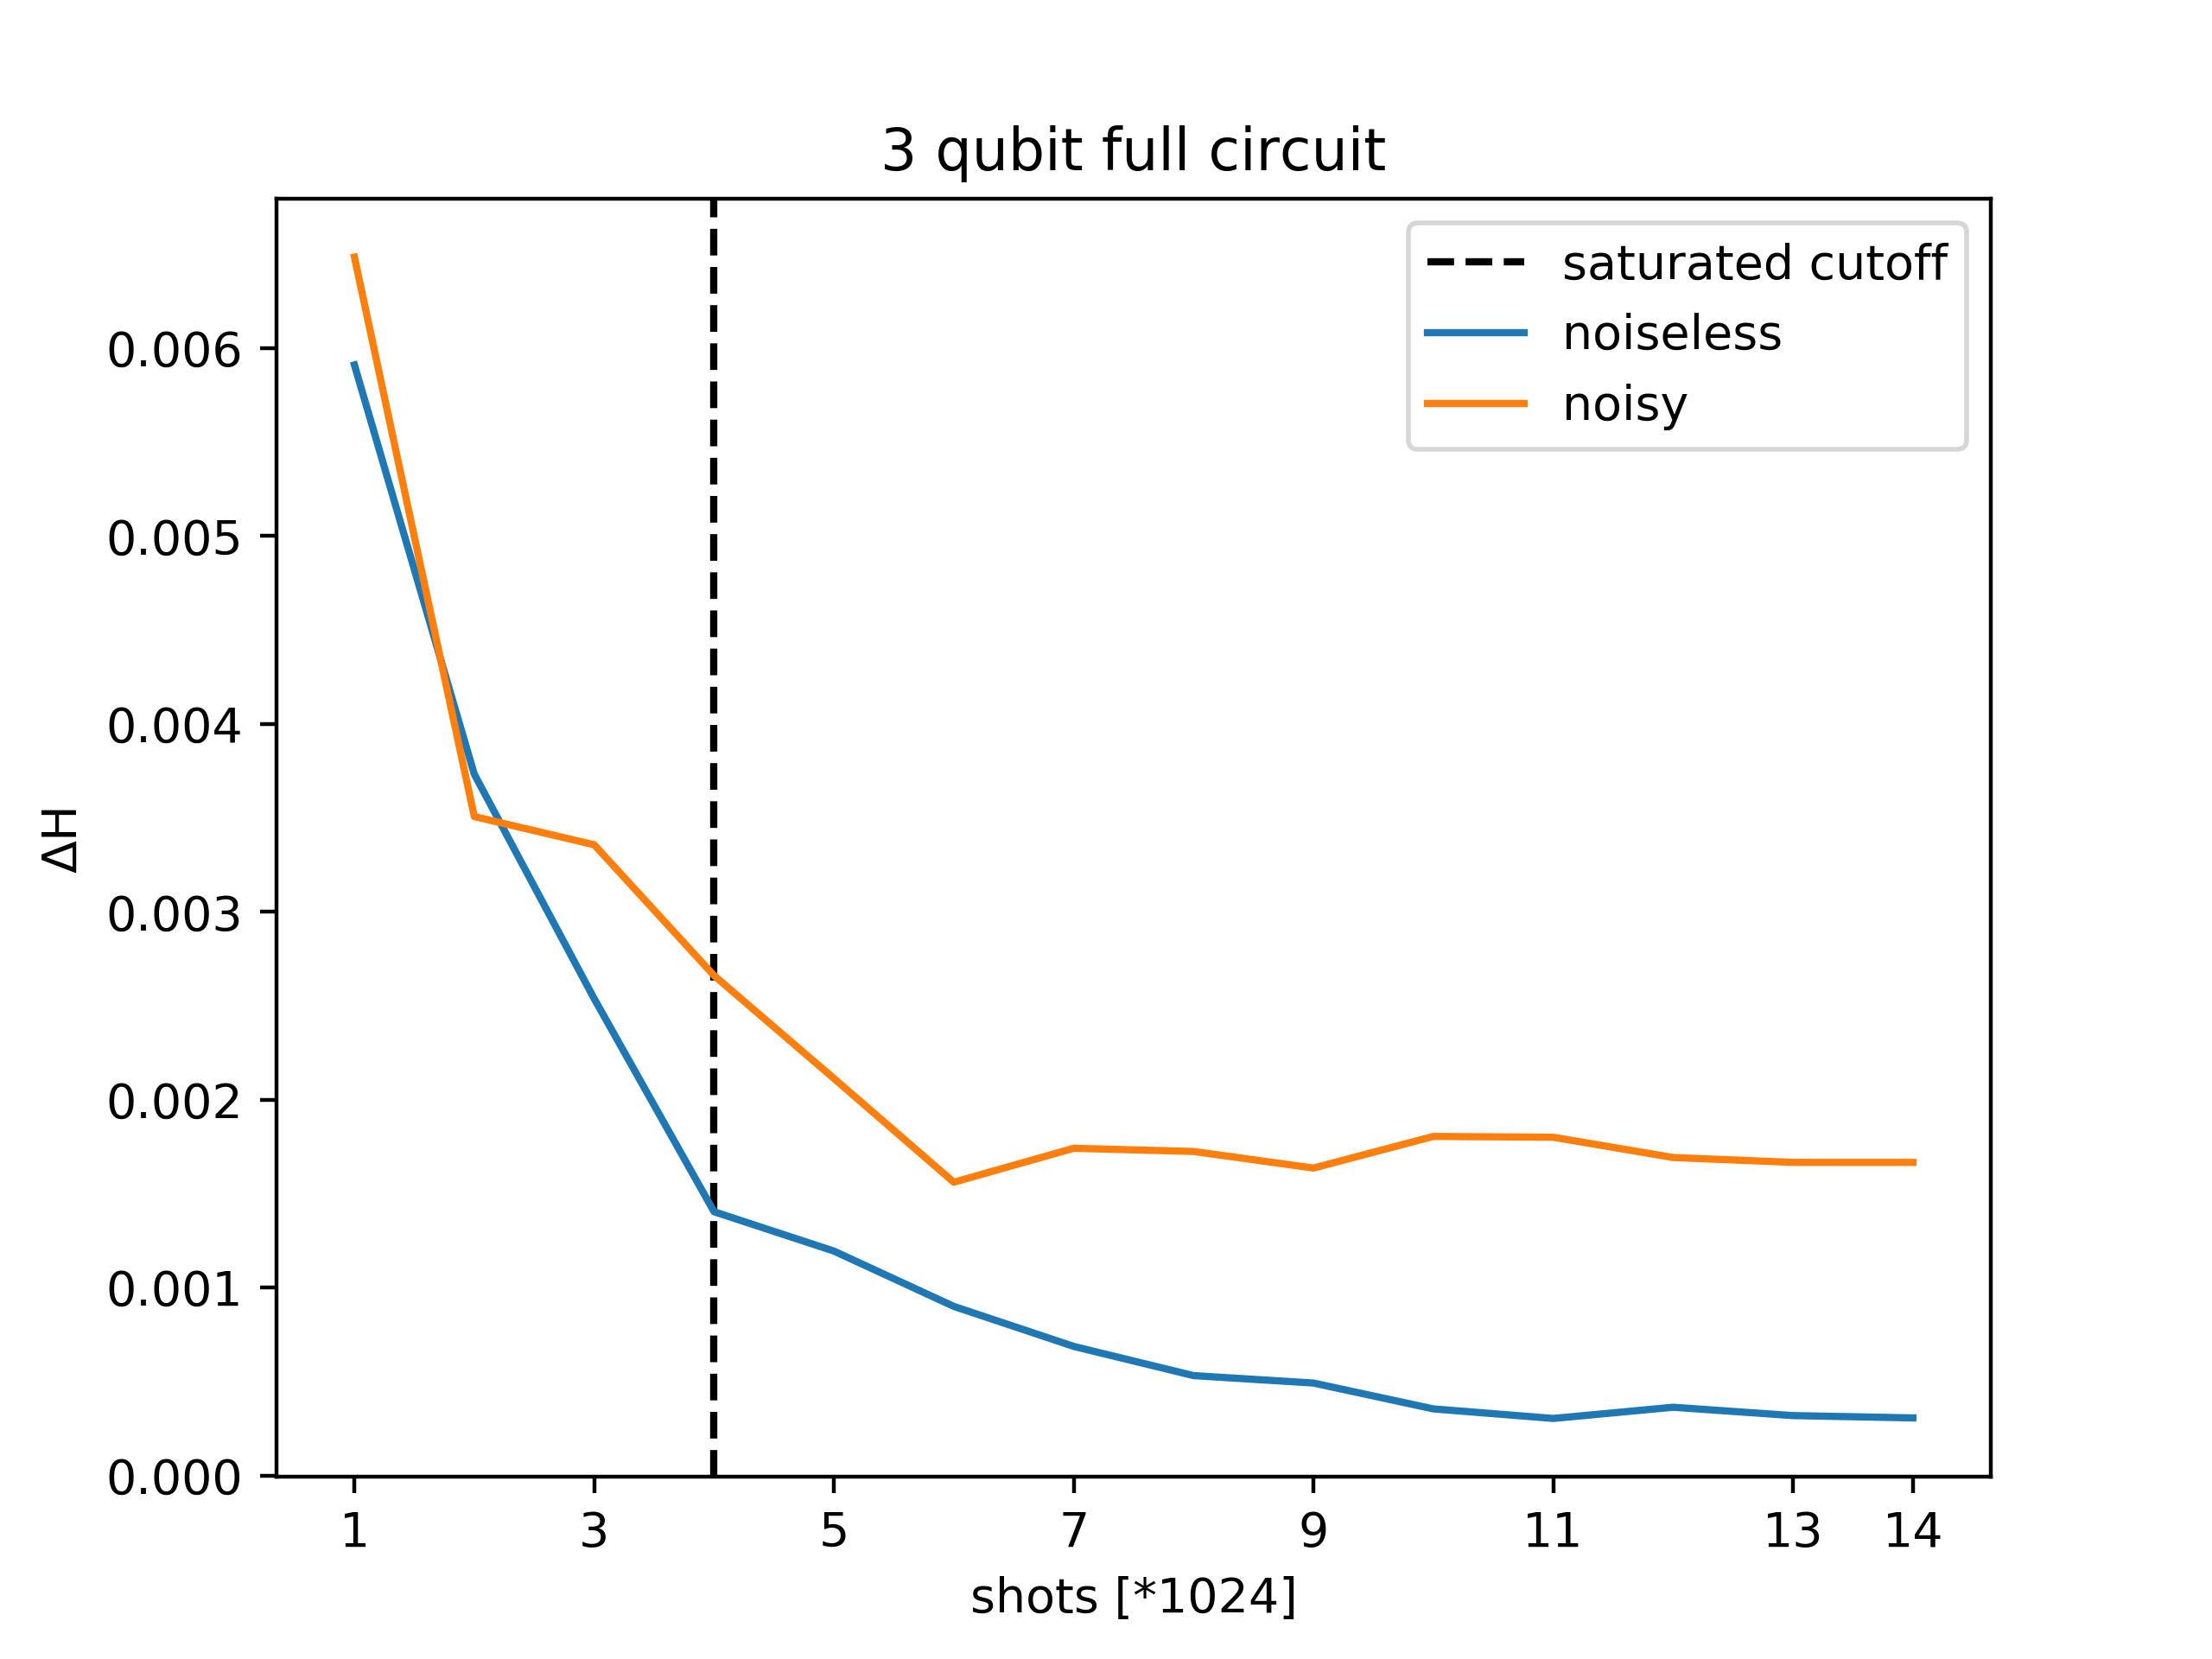 3 qubit full circuit
saturated cutoff
noiseless
noisy
0.006
0.005
0.004
0.003
0.002
0.001
0.000
ΔH
1 3 5 7 9 11 13 14
shots [*1024]